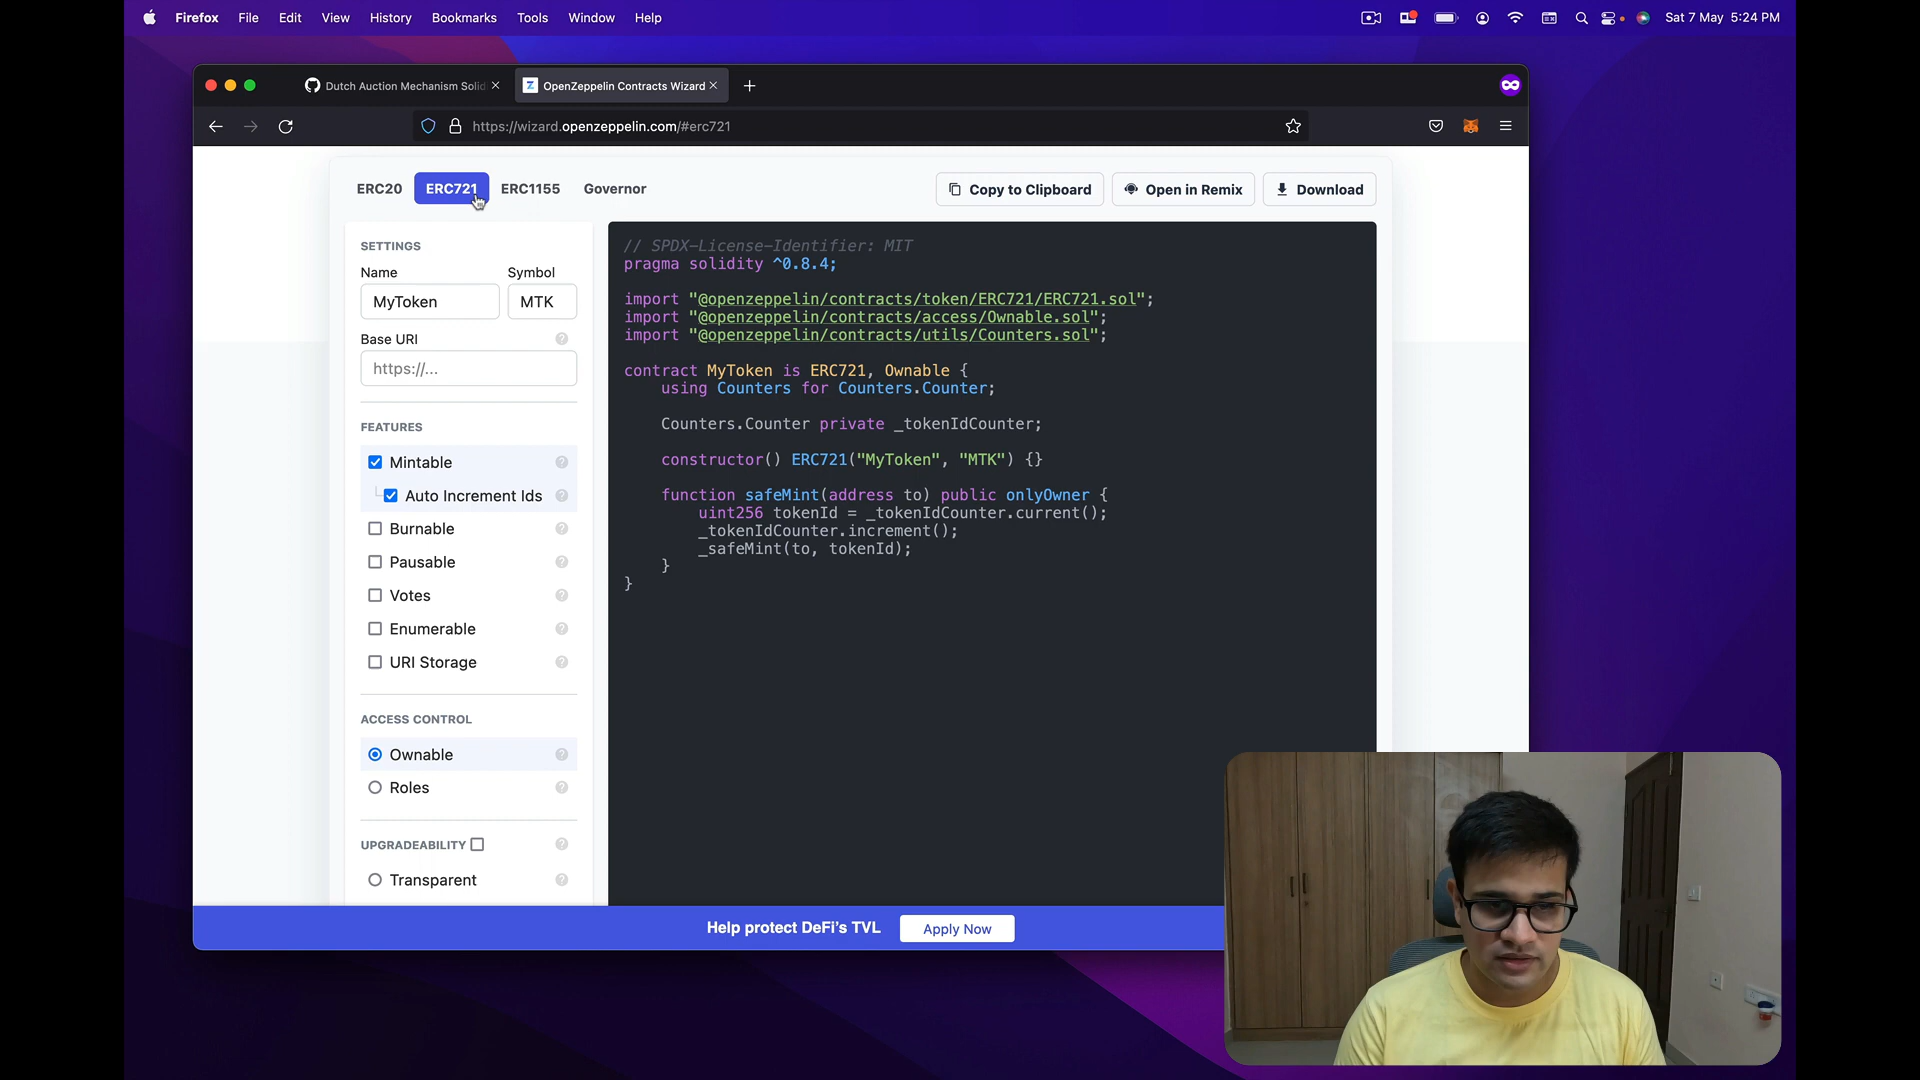 Firefox File Edit View History Bookmarks Tools Window Help Sat 7 May 5:24 PM
Dutch Auction Mechanism Solid OpenZeppelin Contracts Wizard
https://wizard.openzeppelin.com/#erc721
ERC20 ERC721 ERC1155 Governor Copy to Clipboard Open in Remix Download
SETTINGS
Name Symbol
MyToken MTK
Base URI
https://...
FEATURES
Mintable
Auto Increment Ids
Burnable
Pausable
Votes
Enumerable
URI Storage
ACCESS CONTROL
Ownable
Roles
UPGRADEABILITY
Transparent
// SPDX-License-Identifier: MIT
pragma solidity ^0.8.4;
import "@openzeppelin/contracts/token/ERC721/ERC721.sol";
import "@openzeppelin/contracts/access/Ownable.sol";
import "@openzeppelin/contracts/utils/Counters.sol";
contract MyToken is ERC721, Ownable {
using Counters for Counters.Counter;
Counters.Counter private _tokenIdCounter;
constructor() ERC721("MyToken", "MTK") {}
function safeMint(address to) public onlyOwner {
uint256 tokenId = _tokenIdCounter.current();
_tokenIdCounter.increment();
_safeMint(to, tokenId);
}
}
Help protect DeFi's TVL Apply Now